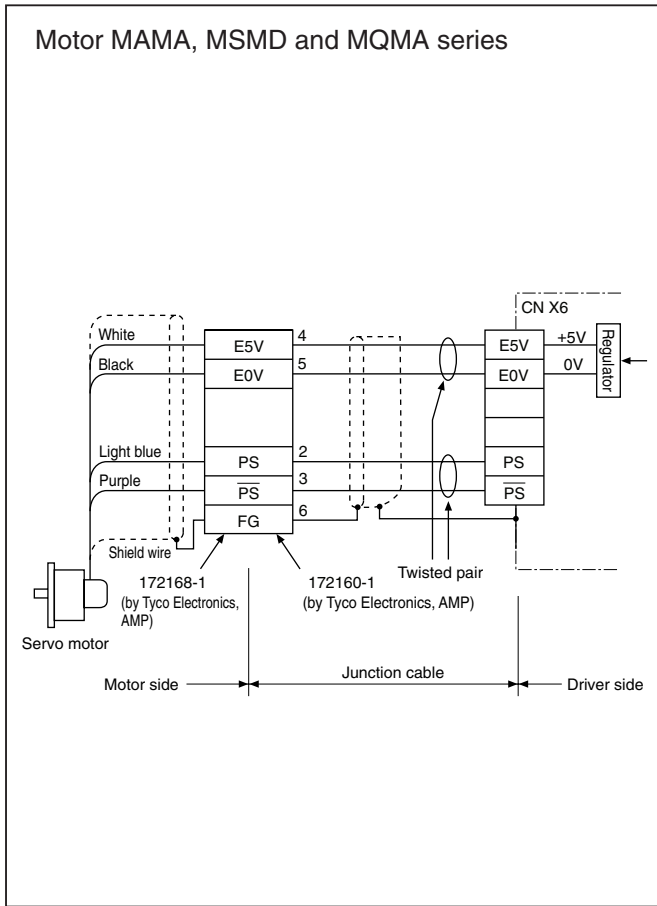 Motor MAMA, MSMD and MQMA series
CN X6
White
E5V
4
E5V
+5V
Regulator
Black
E0V
5
E0V
0V
Light blue
PS
2
PS
Purple
P̅S̅
3
P̅S̅
FG
6
Shield wire
172168-1
(by Tyco Electronics,
AMP)
172160-1
(by Tyco Electronics, AMP)
Twisted pair
Servo motor
Motor side
Junction cable
Driver side